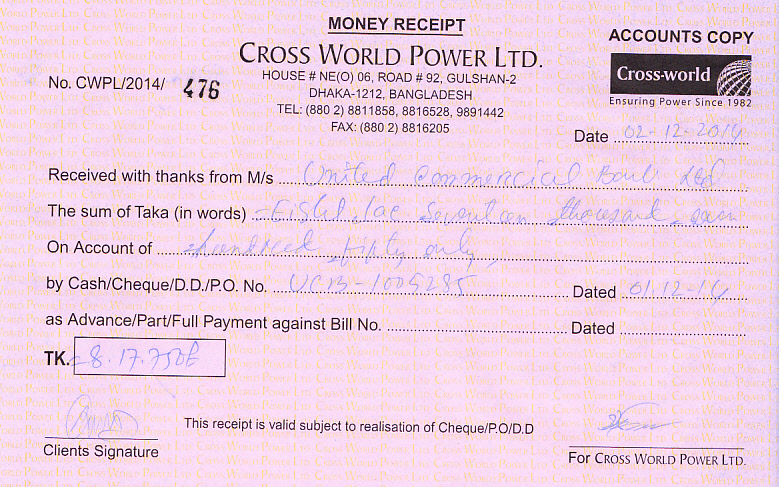 MONEY RECEIPT
ACCOUNTS COPY
CROSS WORLD POWER LTD.
Cross-world
Ensuring Power Since 1982
No. CWPL/2014/ 476
HOUSE # NE(O) 06, ROAD # 92, GULSHAN-2
DHAKA-1212, BANGLADESH
TEL: (880 2) 8811858, 8816528, 9891442
FAX: (880 2) 8816205
Date 02-12-2014
Received with thanks from M/s United Commercial Bank Ltd
The sum of Taka (in words) Eight lac Seventeen thousand seven
On Account of hundred fifty only,
by Cash/Cheque/D.D./P.O. No. UCB-1005285 Dated 01.12-14
as Advance/Part/Full Payment against Bill No. Dated
TK. 8.17.750/-
This receipt is valid subject to realisation of Cheque/P.O/D.D
Clients Signature
For CROSS WORLD POWER LTD.